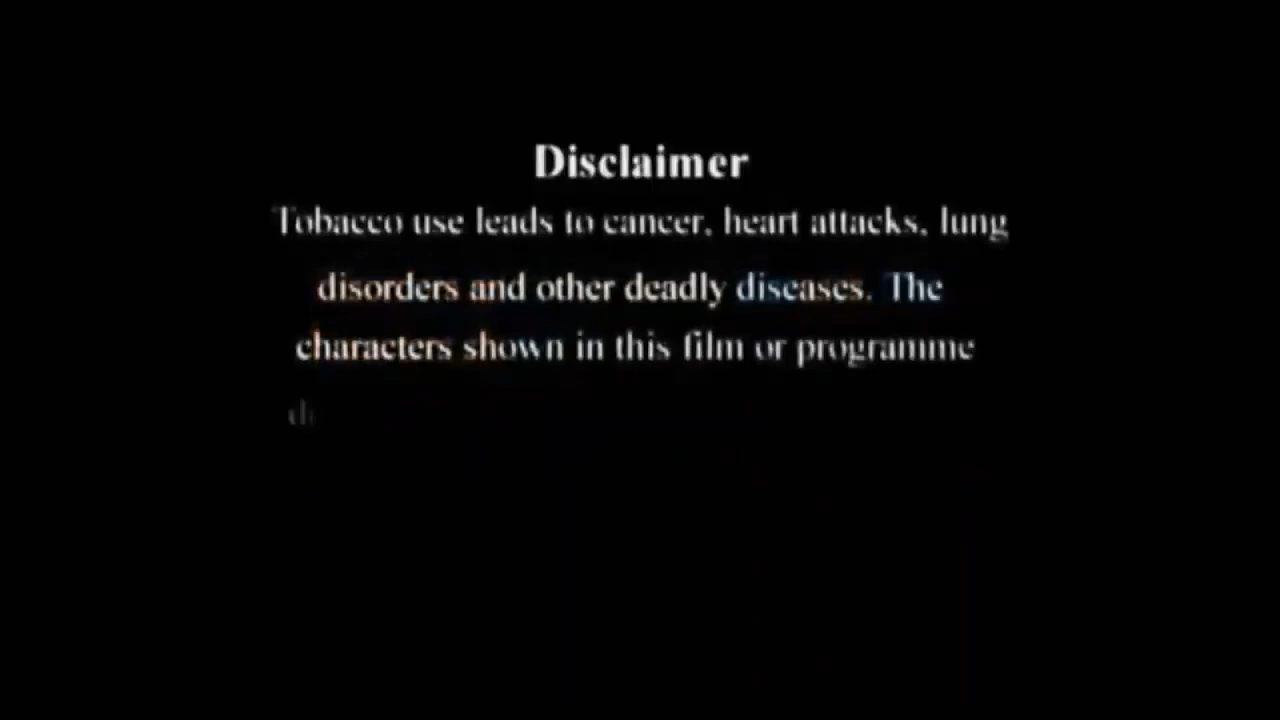 Disclaimer
Tobacco use leads to cancer, heart attacks, lung
disorders and other deadly diseases. The
characters shown in this film or programme